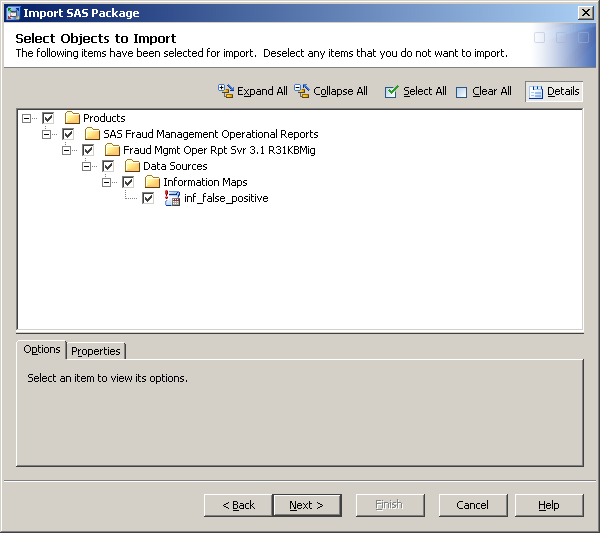 Import SAS Package
Select Objects to Import
The following items have been selected for import. Deselect any items that you do not want to import.
Expand All Collapse All Select All Clear All Details
Products
SAS Fraud Management Operational Reports
Fraud Mgmt Oper Rpt Svr 3.1 R31KBMig
Data Sources
Information Maps
inf_false_positive
Options Properties
Select an item to view its options.
< Back Next > Finish Cancel Help